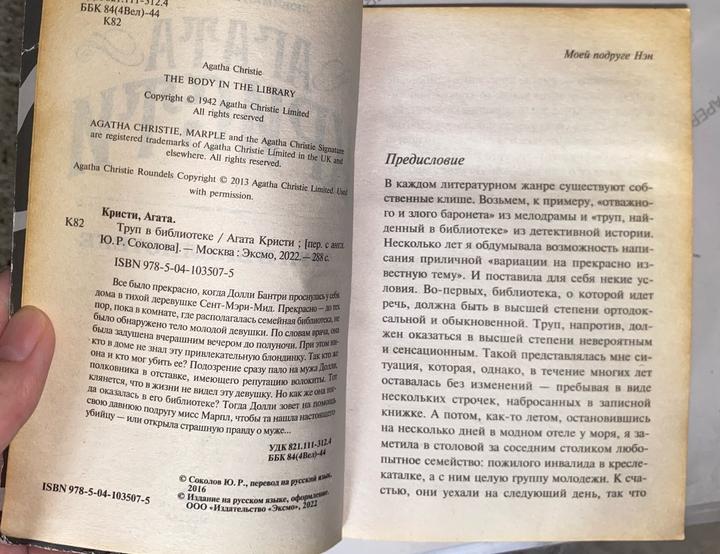 821.111-312.4
ББК 84(4Вел)-44
К82
Agatha Christie
THE BODY IN THE LIBRARY
Copyright © 1942 Agatha Christie Limited
All rights reserved
AGATHA CHRISTIE, MARPLE and the Agatha Christie Signature
are registered trademarks of Agatha Christie Limited in the UK and
elsewhere. All rights reserved.
Agatha Christie Roundels Copyright © 2013 Agatha Christie Limited. Used
with permission.
Кристи, Агата.
К82
Труп в библиотеке / Агата Кристи ; [пер. с англ.
Ю. Р. Соколова]. — Москва : Эксмо, 2022. — 288 с.
ISBN 978-5-04-103507-5
Все было прекрасно, когда Долли Бантри проснулась у себя
дома в тихой деревушке Сент-Мэри-Мид. Прекрасно — до тех
пор, пока в комнате, где располагалась семейная библиотека, не
было обнаружено тело молодой девушки. По словам врача, она
была задушена вчерашним вечером до полуночи. При этом ни-
кто в доме не знал эту привлекательную блондинку. Так кто же
она и кто мог убить ее? Подозрение сразу пало на мужа Долли,
полковника в отставке, имеющего репутацию волокиты. Тот
клянется, что в жизни не видел эту девушку. Но как же она тог-
да оказалась в его библиотеке? Тогда Долли зовет на помощь
свою давнюю подругу мисс Марпл, чтобы та нашла настоящего
убийцу — или открыла страшную правду о муже...
УДК 821.111-312.4
ББК 84(4Вел)-44
© Соколов Ю. Р., перевод на русский язык,
2016
© Издание на русском языке, оформление.
ООО «Издательство «Эксмо», 2022
ISBN 978-5-04-103507-5
Моей подруге Нэн
Предисловие
В каждом литературном жанре существуют соб-
ственные клише. Возьмем, к примеру, «отважно-
го и злого баронета» из мелодрамы и «труп, най-
денный в библиотеке» из детективной истории.
Несколько лет я обдумывала возможность напи-
сания приличной «вариации на прекрасно из-
вестную тему». И поставила для себя некие ус-
ловия. Во-первых, библиотека, о которой идет
речь, должна быть в высшей степени ортодок-
сальной и обыкновенной. Труп, напротив, дол-
жен оказаться в высшей степени невероятным
и сенсационным. Такой представлялась мне си-
туация, которая, однако, в течение многих лет
оставалась без изменений — пребывая в виде
нескольких строчек, набросанных в записной
книжке. А потом, как-то летом, остановившись
на несколько дней в модном отеле у моря, я за-
метила в столовой за соседним столиком любо-
пытное семейство: пожилого инвалида в кресле-
каталке, а с ним целую группу молодежи. К сча-
стью, они уехали на следующий день, так что